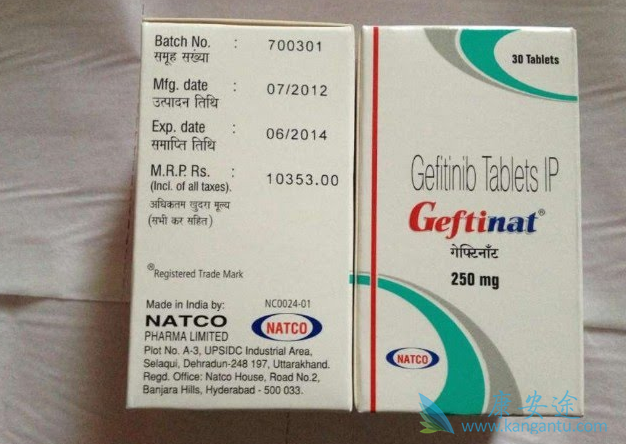 Batch No. : 700301
समूह संख्या
Mfg. date : 07/2012
उत्पादन तिथि
Exp. date : 06/2014
समाप्ति तिथि
M.R.P. Rs. : 10353.00
(Incl. of all taxes).
अधिकतम खुदरा मूल्य
(सभी कर सहित)
®Registered Trade Mark
Made in India by: NC0024-01
NATCO
PHARMA LIMITED
NATCO
Plot No. A-3, UPSIDC Industrial Area,
Selaqui, Dehradun-248 197, Uttarakhand.
Regd. Office: Natco House, Road No.2,
Banjara Hills, Hyderabad - 500 033.
30 Tablets
Gefitinib Tablets IP
Geftinat®
गेफ्टिनॉट
250 mg
NATCO
康安途
www.kangantu.com